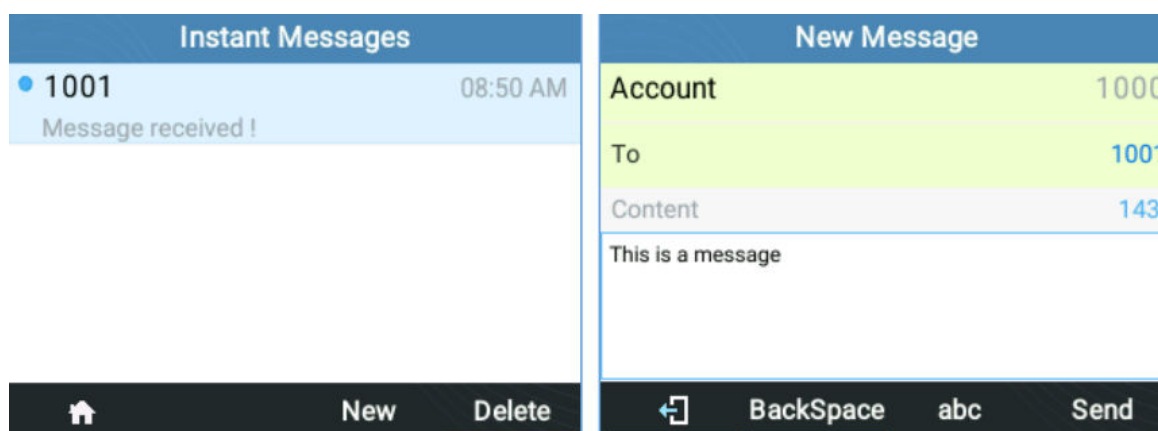 Instant Messages
1001 08:50 AM
Message received !
New Delete
New Message
Account 1000
To 1001
Content 143
This is a message
BackSpace abc Send